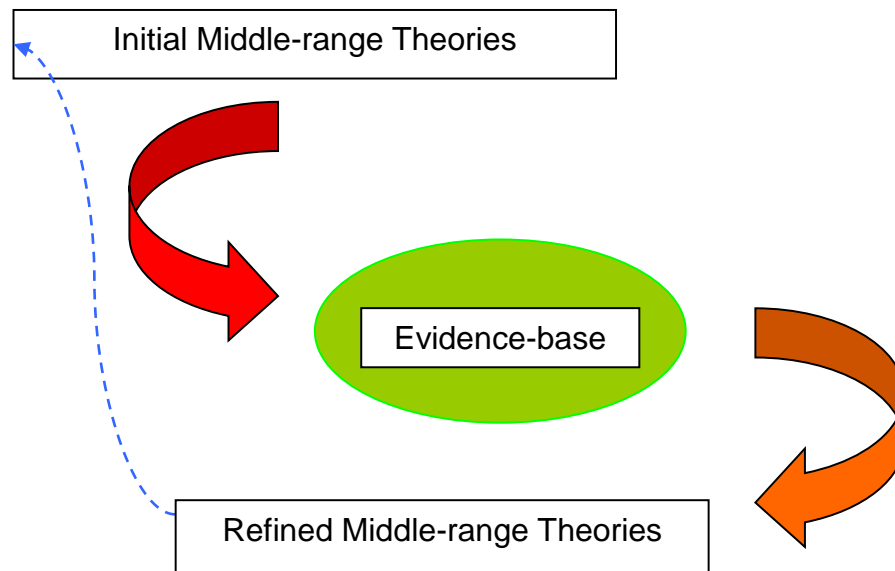 Initial Middle-range Theories
Evidence-base
Refined Middle-range Theories